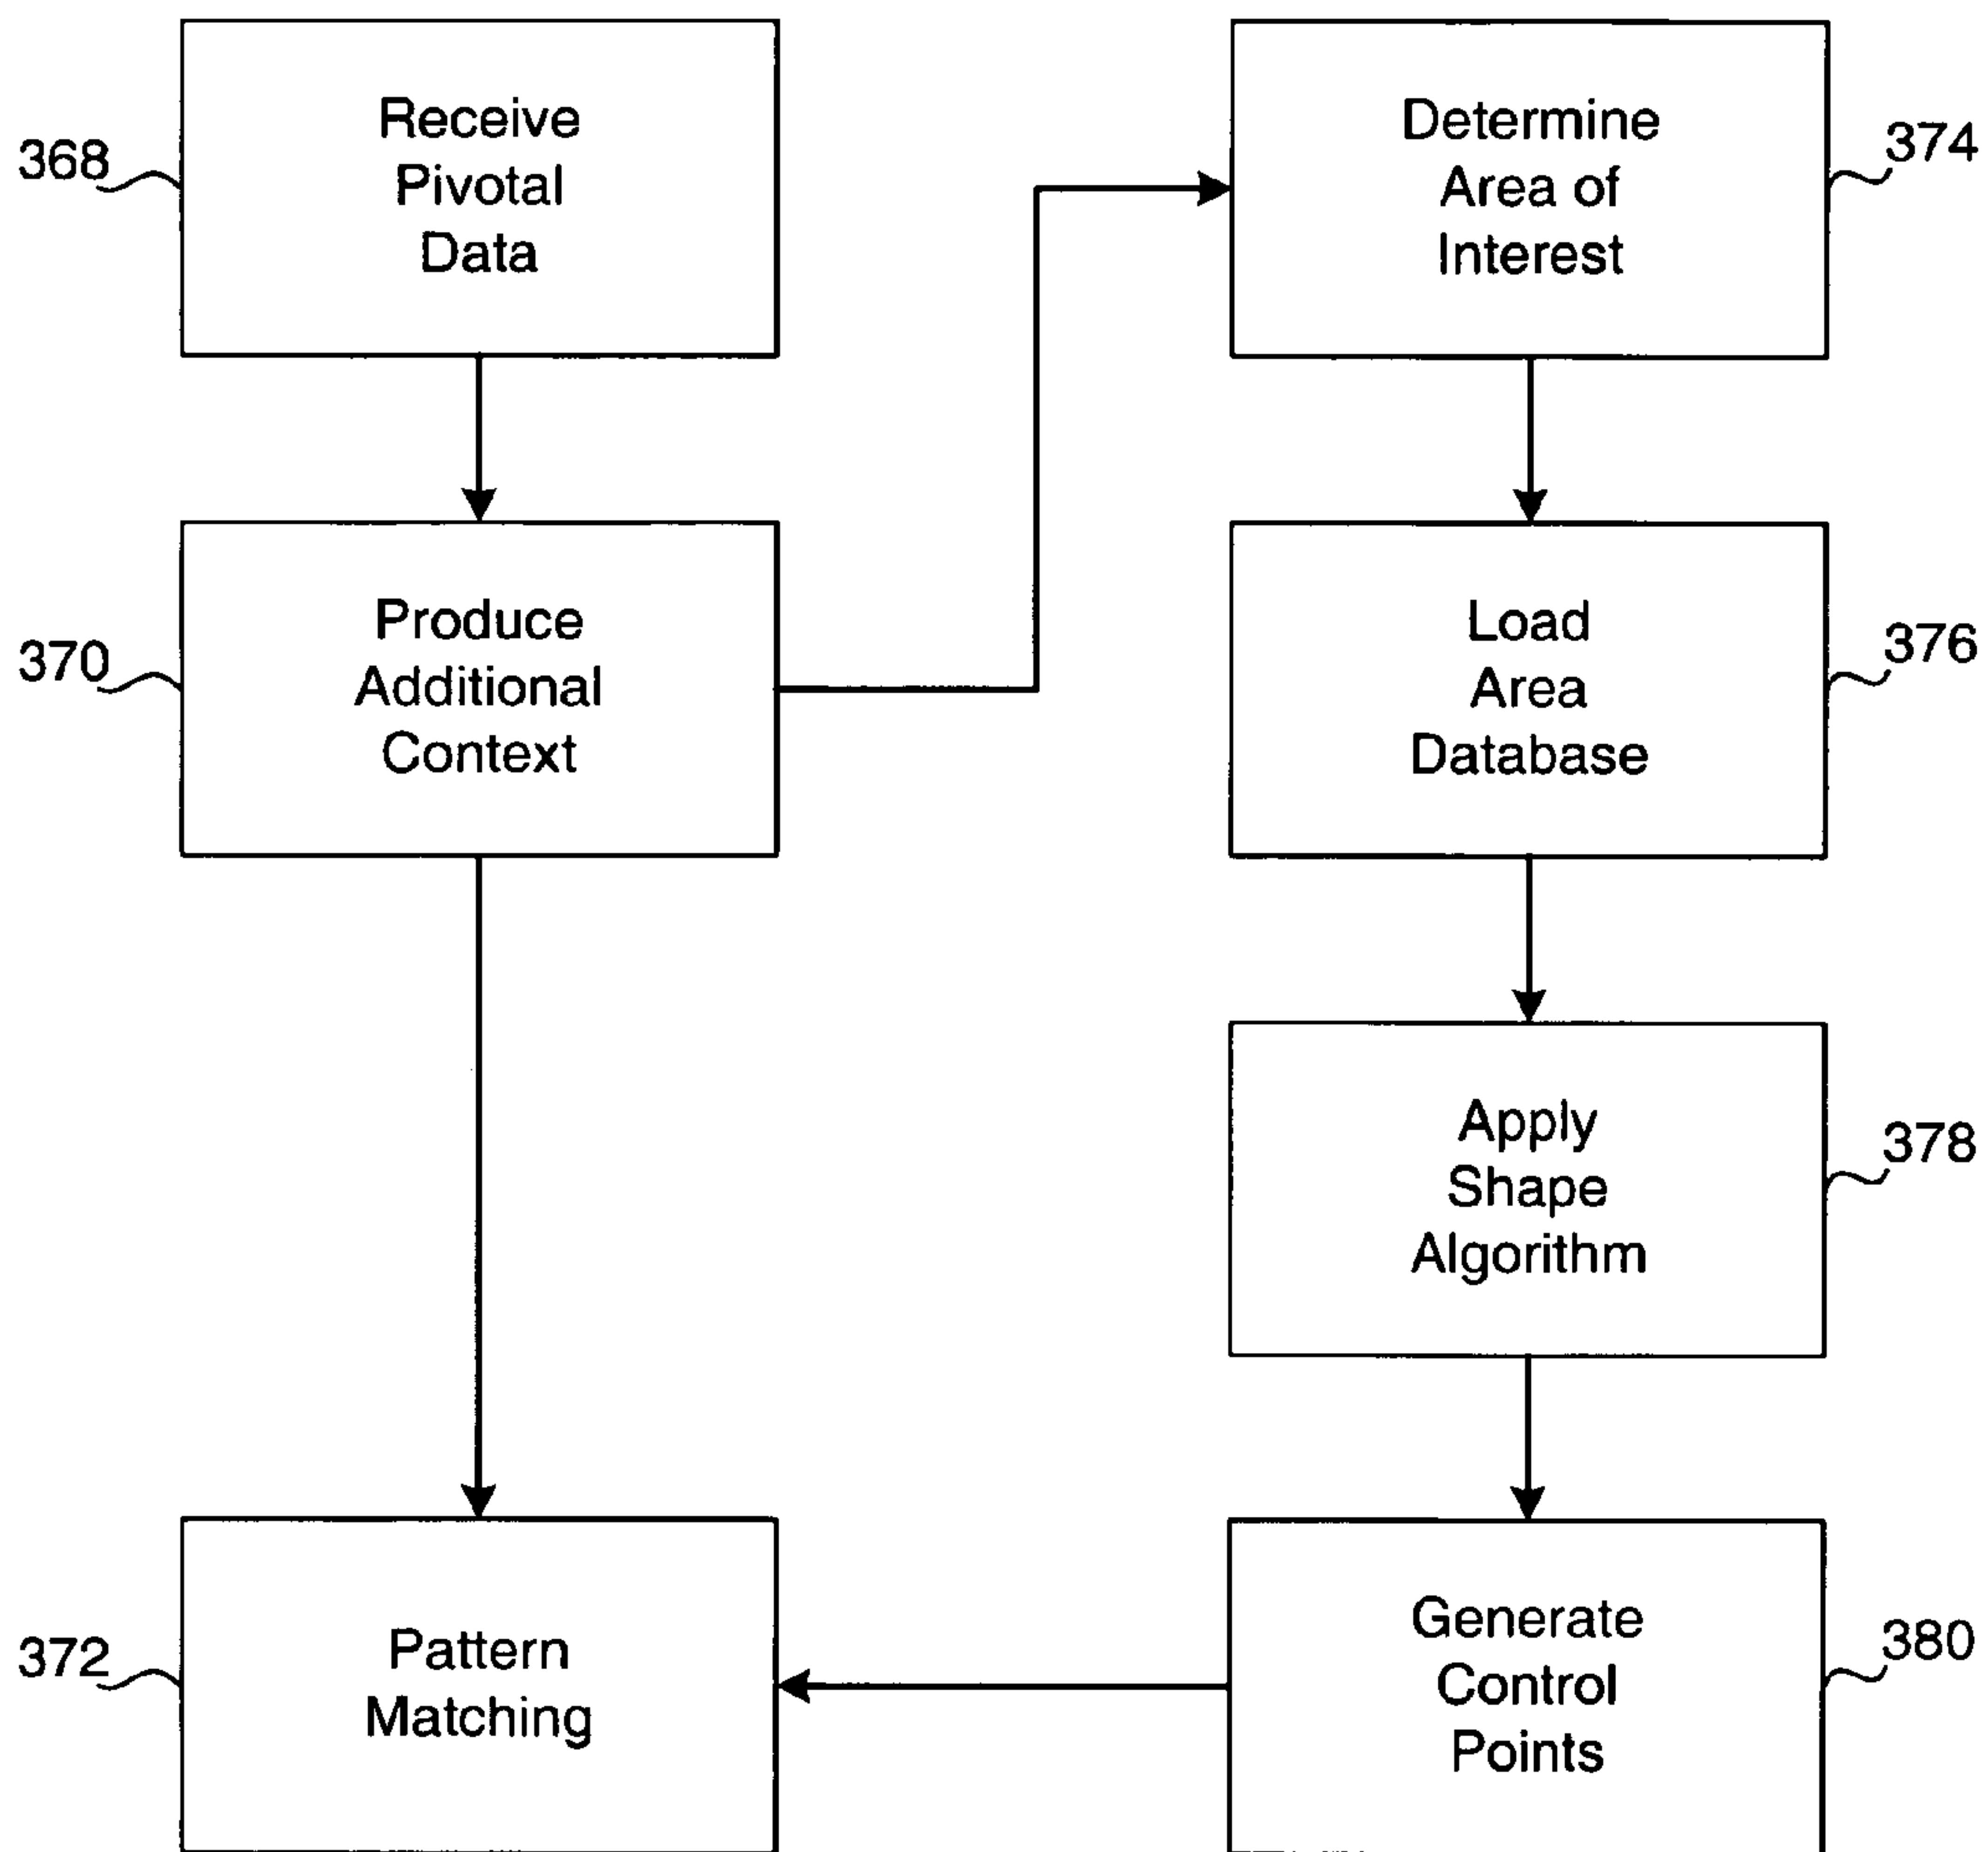 368
Receive
Pivotal
Data
370
Produce
Additional
Context
372
Pattern
Matching
Determine
Area of
Interest
374
Load
Area
Database
376
Apply
Shape
Algorithm
378
Generate
Control
Points
380